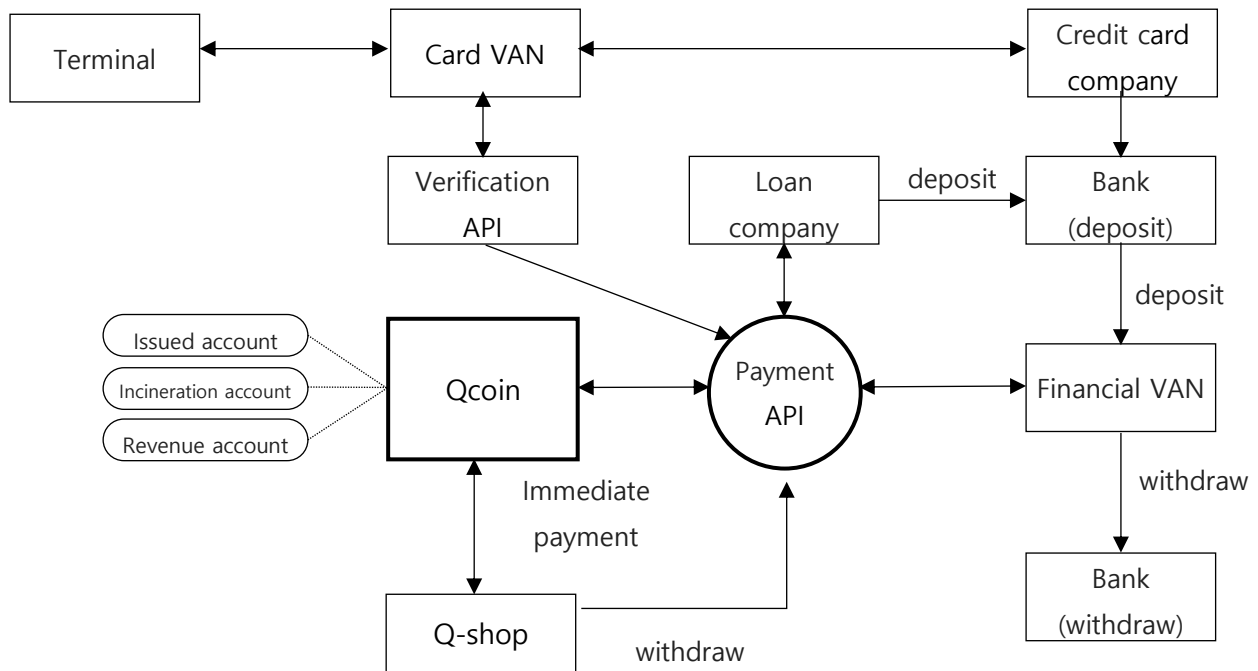 Terminal
Card VAN
Credit card
company
Verification
API
Loan
company
deposit
Bank
(deposit)
deposit
Issued account
Incineration account
Revenue account
Qcoin
Payment
API
Financial VAN
Immediate
payment
withdraw
Q-shop
withdraw
Bank
(withdraw)